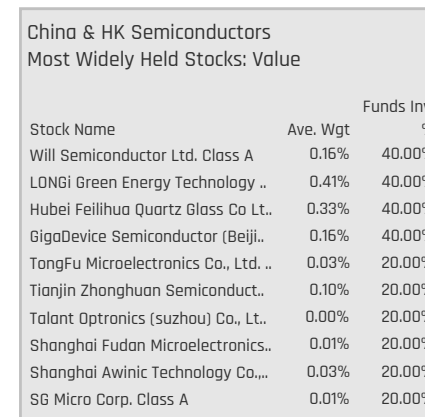 China & HK Semiconductors
Most Widely Held Stocks: Value
Funds
Stock Name Ave. Wgt
Will Semiconductor Ltd. Class A 0.16% 40.00%
LONGi Green Energy Technology .. 0.41% 40.00%
Hubei Feilihua Quartz Glass Co Lt.. 0.33% 40.00%
GigaDevice Semiconductor (Beiji.. 0.16% 40.00%
TongFu Microelectronics Co., Ltd. .. 0.03% 20.00%
Tianjin Zhonghuan Semiconduct.. 0.10% 20.00%
Talant Optronics (suzhou) Co., Lt.. 0.00% 20.00%
Shanghai Fudan Microelectronics.. 0.01% 20.00%
Shanghai Awinic Technology Co.,.. 0.03% 20.00%
SG Micro Corp. Class A 0.01% 20.00%